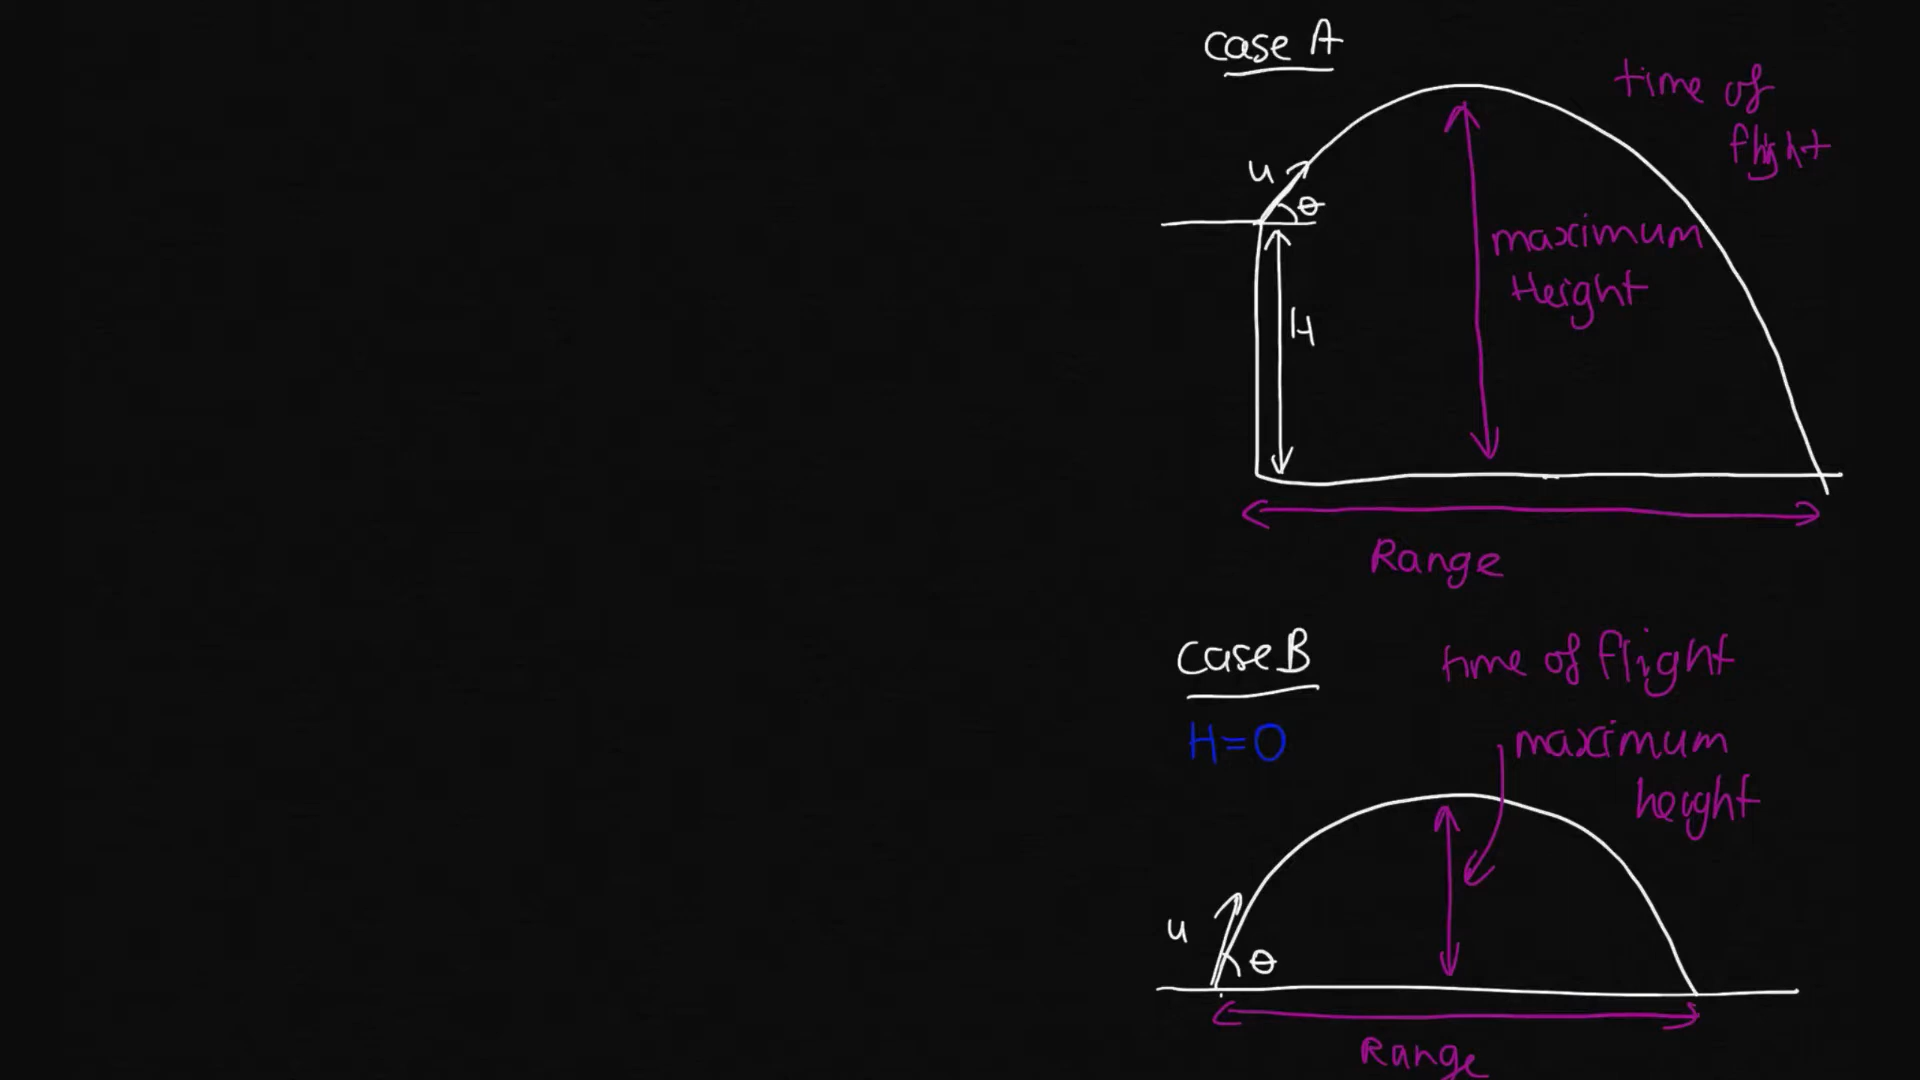 case A
time of
flight
u
θ
maximum
Height
H
Range
case B
time of flight
H=0
maximum
height
u
θ
Range